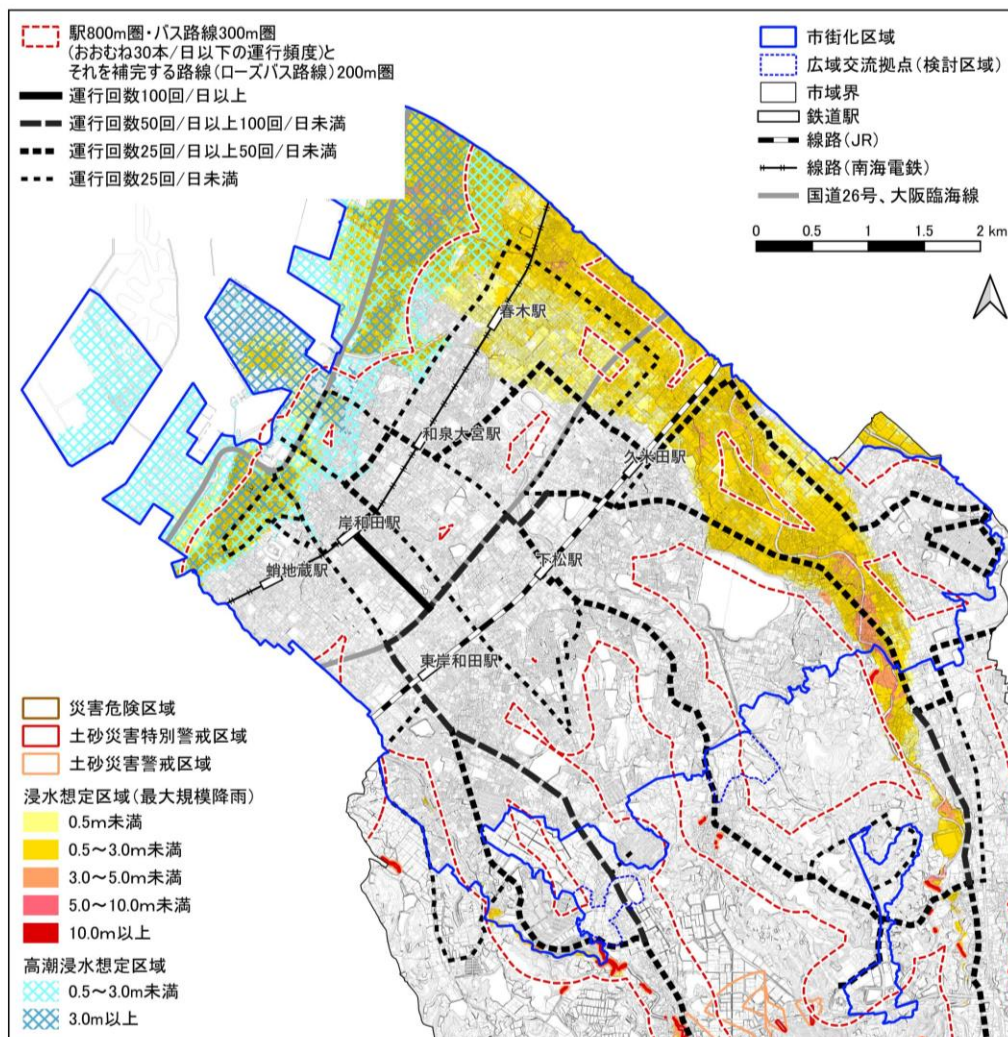 駅800m圏・バス路線300m圏
(おおむね30本/日以下の運行頻度)と
それを補完する路線(ローズバス路線)200m圏
運行回数100回/日以上
運行回数50回/日以上100回/日未満
運行回数25回/日以上50回/日未満
運行回数25回/日未満
市街化区域
広域交流拠点(検討区域)
市域界
鉄道駅
線路(JR)
線路(南海電鉄)
国道26号、大阪臨海線
0 0.5 1 1.5 2 km
春木駅
和泉大宮駅
久米田駅
岸和田駅
下松駅
蛸地蔵駅
東岸和田駅
災害危険区域
土砂災害特別警戒区域
土砂災害警戒区域
浸水想定区域(最大規模降雨)
0.5m未満
0.5～3.0m未満
3.0～5.0m未満
5.0～10.0m未満
10.0m以上
高潮浸水想定区域
0.5～3.0m未満
3.0m以上